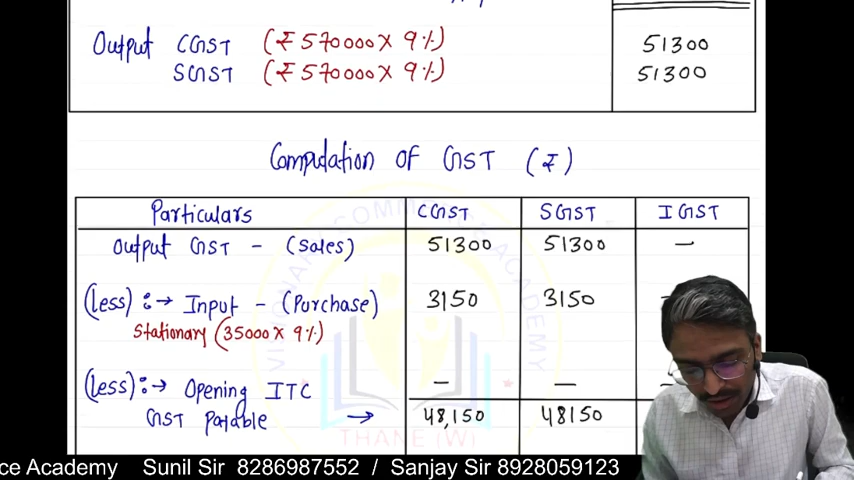 Output CGST (₹570000 X 9%) 51300
SGST (₹570000 X 9%) 51300
Computation of GST (₹)
Particulars CGST SGST IGST
Output GST - (Sales) 51300 51300 —
(less) :→ Input - (Purchase) 3150 3150 —
Stationary (35000 X 9%)
(less) :→ Opening ITC — — —
GST Payable → 48,150 48150
THANE (W)
ce Academy Sunil Sir 8286987552 / Sanjay Sir 8928059123